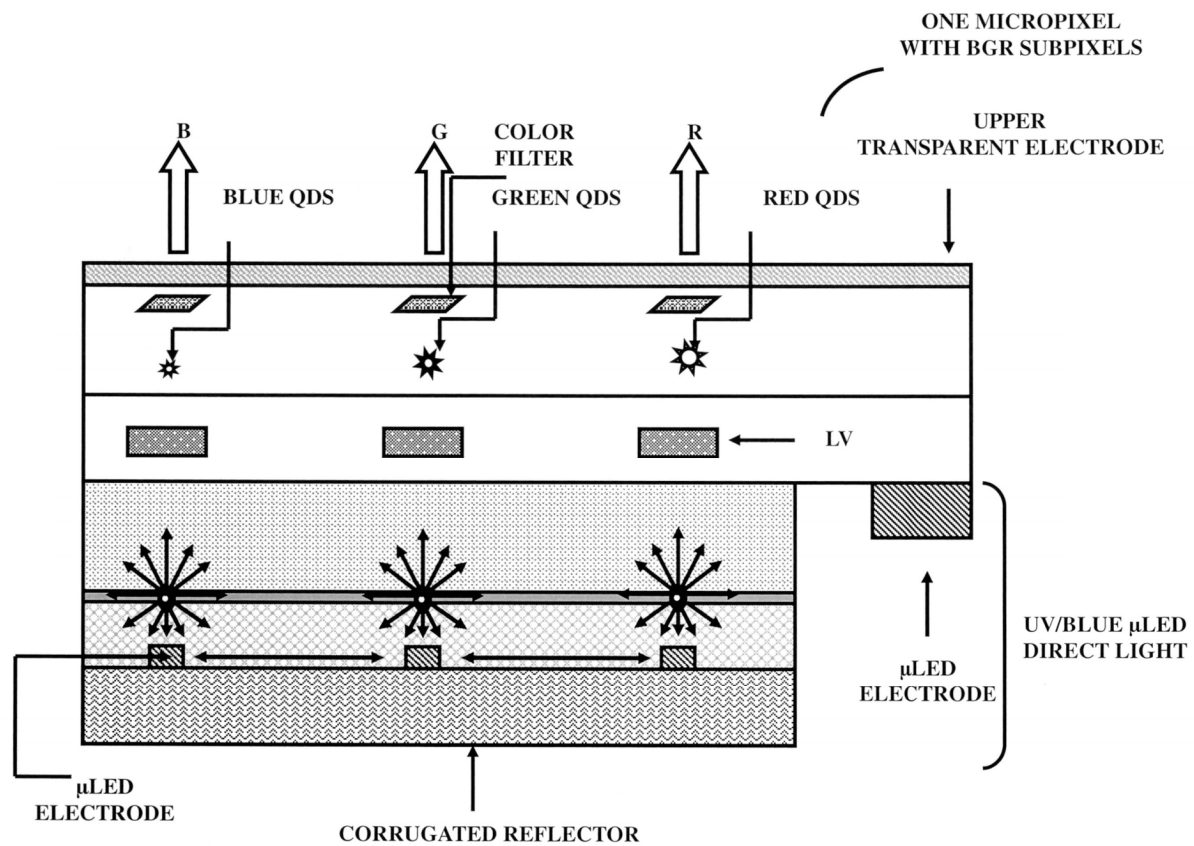 ONE MICROPIXEL
WITH BGR SUBPIXELS
UPPER
TRANSPARENT ELECTRODE
B
G
COLOR
FILTER
R
BLUE QDS
GREEN QDS
RED QDS
LV
UV/BLUE μLED
DIRECT LIGHT
μLED
ELECTRODE
μLED
ELECTRODE
CORRUGATED REFLECTOR